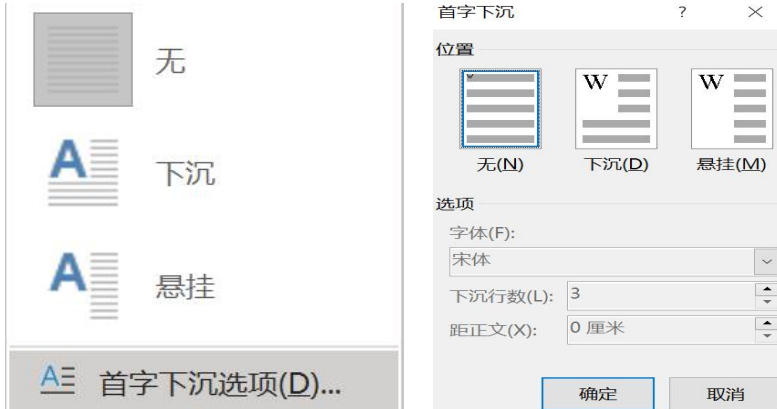 无
下沉
悬挂
首字下沉选项(D)...
首字下沉 ? ×
位置
无(N) 下沉(D) 悬挂(M)
选项
字体(F):
宋体
下沉行数(L): 3
距正文(X): 0 厘米
确定 取消